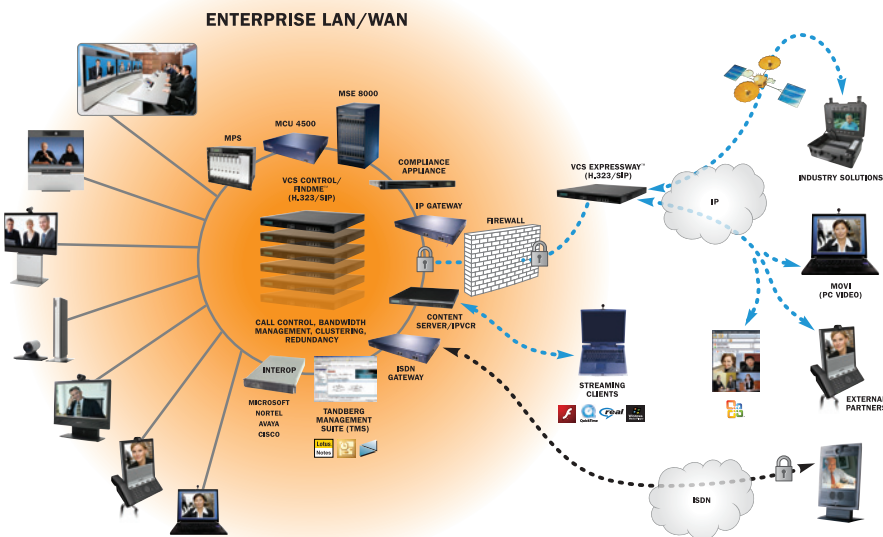 ENTERPRISE LAN/WAN
MSE 8000
MCU 4500
MPS
COMPLIANCE
APPLIANCE
VCS CONTROL/
FINDME™
(H.323/SIP)
IP GATEWAY
FIREWALL
VCS EXPRESSWAY™
(H.323/SIP)
INDUSTRY SOLUTIONS
IP
MOVI
(PC VIDEO)
CALL CONTROL, BANDWIDTH
MANAGEMENT, CLUSTERING,
REDUNDANCY
CONTENT
SERVER/IPVCR
ISDN
GATEWAY
INTEROP
MICROSOFT
NORTEL
AVAYA
CISCO
TANDBERG
MANAGEMENT
SUITE (TMS)
Lotus
Notes
STREAMING
CLIENTS
QuickTime
real
EXTERNAL
PARTNERS
ISDN